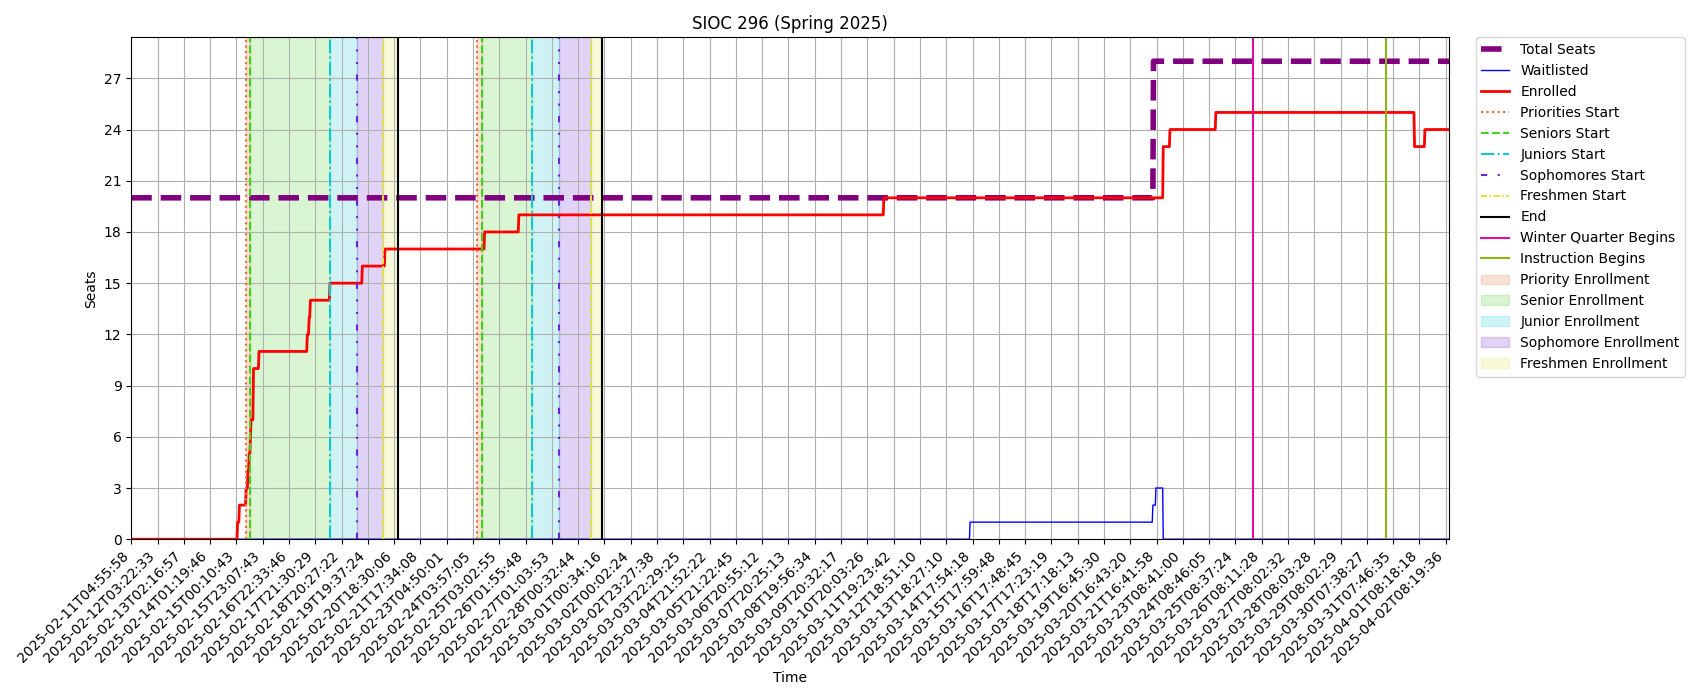 SIOC 296 (Spring 2025)
Seats
27
24
21
18
15
12
9
6
3
0
2025-02-11T04:55:58
2025-02-12T03:22:33
2025-02-13T02:16:57
2025-02-14T01:19:46
2025-02-15T00:10:43
2025-02-15T23:07:43
2025-02-16T22:33:46
2025-02-17T21:30:29
2025-02-18T20:27:22
2025-02-19T19:37:24
2025-02-20T18:30:06
2025-02-21T17:34:08
2025-02-23T04:50:01
2025-02-24T03:57:05
2025-02-25T03:02:55
2025-02-26T01:55:48
2025-02-27T01:03:53
2025-02-28T00:32:44
2025-03-01T00:34:16
2025-03-02T00:02:24
2025-03-02T23:27:38
2025-03-03T22:29:25
2025-03-04T21:52:22
2025-03-05T21:22:45
2025-03-06T20:55:12
2025-03-07T20:25:13
2025-03-08T19:56:34
2025-03-09T20:32:17
2025-03-10T20:03:26
2025-03-11T19:23:42
2025-03-12T18:51:10
2025-03-13T18:27:10
2025-03-14T17:54:18
2025-03-15T17:59:48
2025-03-16T17:48:45
2025-03-17T17:23:19
2025-03-18T17:18:13
2025-03-19T16:45:30
2025-03-20T16:43:20
2025-03-21T16:41:58
2025-03-23T08:41:00
2025-03-24T08:46:05
2025-03-25T08:37:24
2025-03-26T08:11:28
2025-03-27T08:02:32
2025-03-28T08:03:28
2025-03-29T08:02:29
2025-03-30T07:38:27
2025-03-31T07:46:35
2025-04-01T08:18:18
2025-04-02T08:19:36
Time
Total Seats
Waitlisted
Enrolled
Priorities Start
Seniors Start
Juniors Start
Sophomores Start
Freshmen Start
End
Winter Quarter Begins
Instruction Begins
Priority Enrollment
Senior Enrollment
Junior Enrollment
Sophomore Enrollment
Freshmen Enrollment